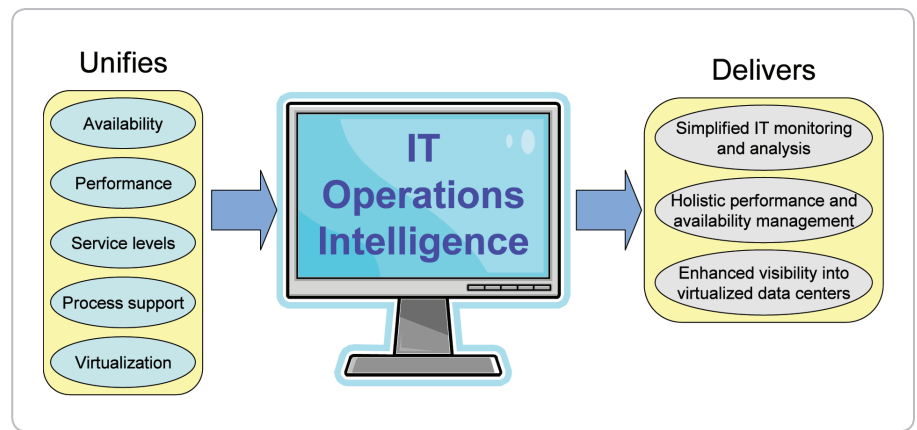 Unifies
Availability
Performance
Service levels
Process support
Virtualization
IT
Operations
Intelligence
Delivers
Simplified IT monitoring
and analysis
Holistic performance and
availability management
Enhanced visibility into
virtualized data centers